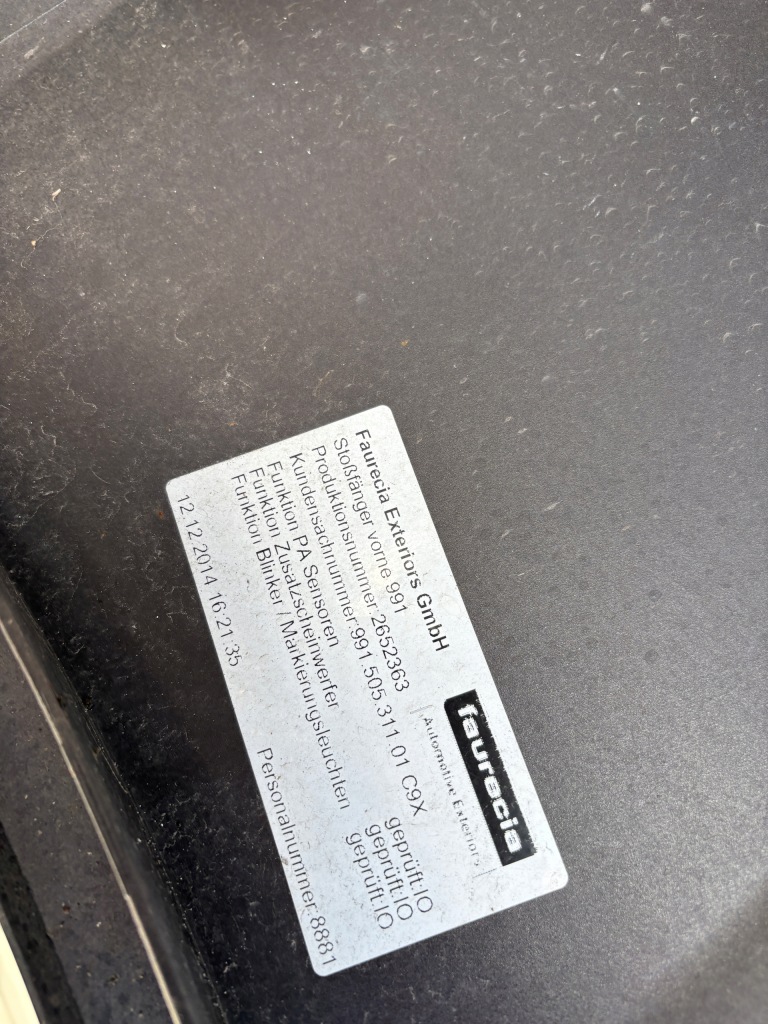 Faurecia Exteriors GmbH
Stoßfänger vorne 991
Produktionsnummer:2652363
Kundensachnummer:991.505.311.01 C9X
Funktion PA Sensoren geprüft:IO
Funktion Zusatzscheinwerfer geprüft:IO
Funktion Blinker / Markierungsleuchten geprüft:IO
12.12.2014 16:21:35 Personalnummer: 8881
faurecia
Automotive Exteriors